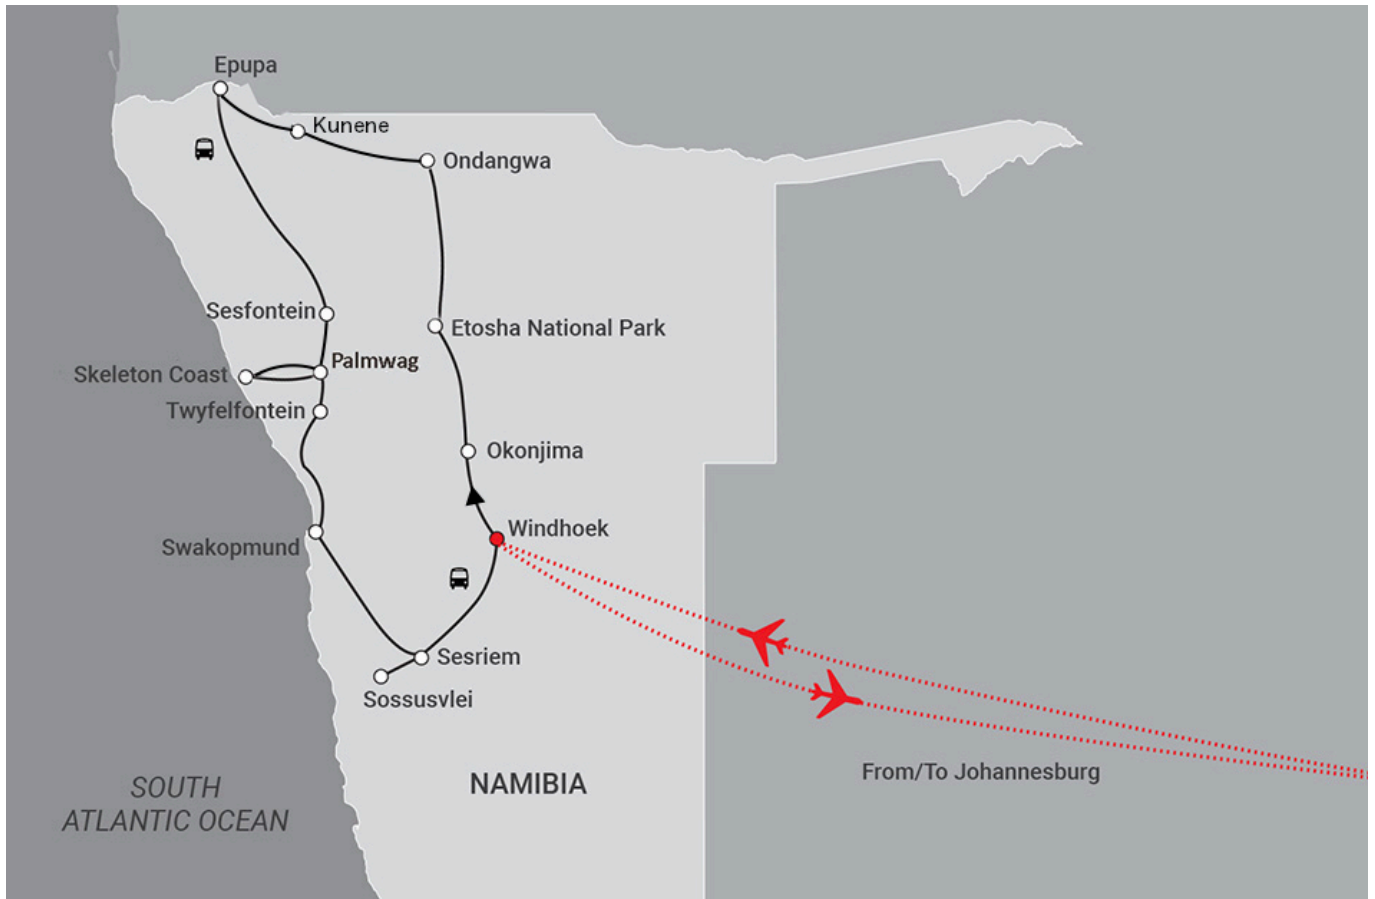 Epupa
Kunene
Ondangwa
Sesfontein
Etosha National Park
Palmwag
Skeleton Coast
Twyfelfontein
Okonjima
Windhoek
Swakopmund
Sesriem
Sossusvlei
From/To Johannesburg
SOUTH
ATLANTIC OCEAN
NAMIBIA